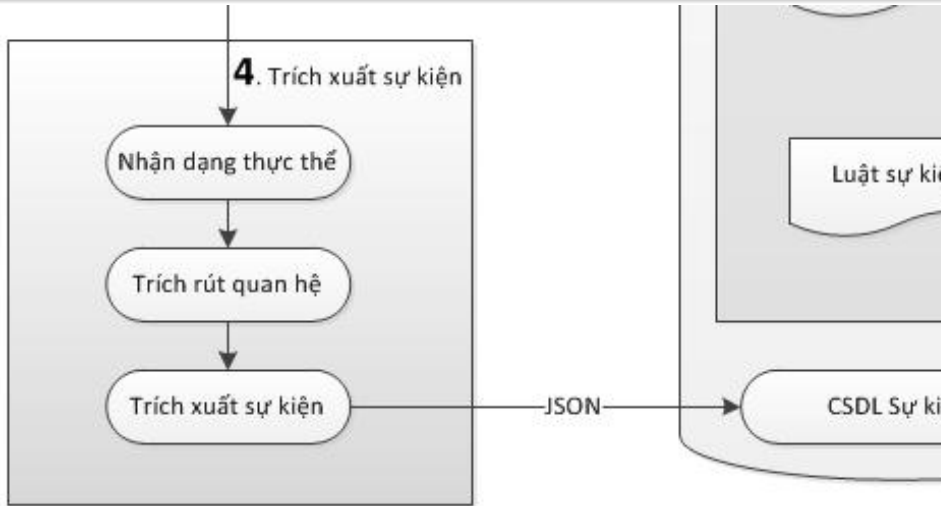 4. Trích xuất sự kiện
Nhận dạng thực thể
Trích rút quan hệ
Trích xuất sự kiện
JSON
Luật sự
CSDL Sự